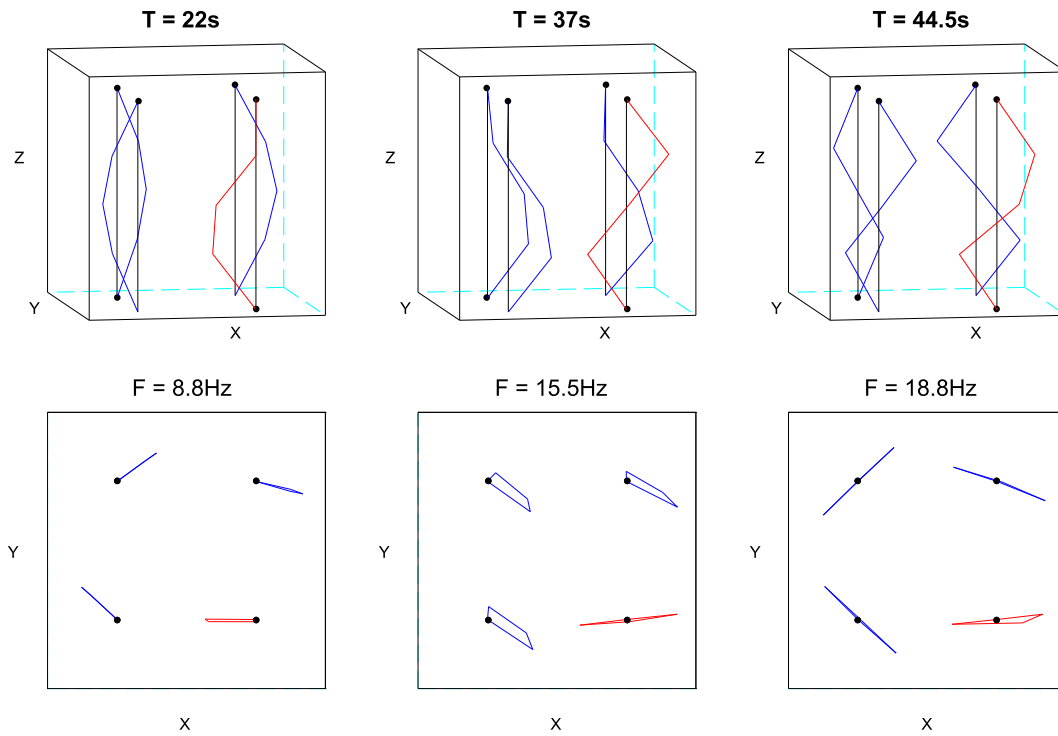 T = 22s
T = 37s
T = 44.5s
Z
Z
Z
Y
Y
Y
X
X
X
F = 8.8Hz
F = 15.5Hz
F = 18.8Hz
Y
Y
Y
X
X
X